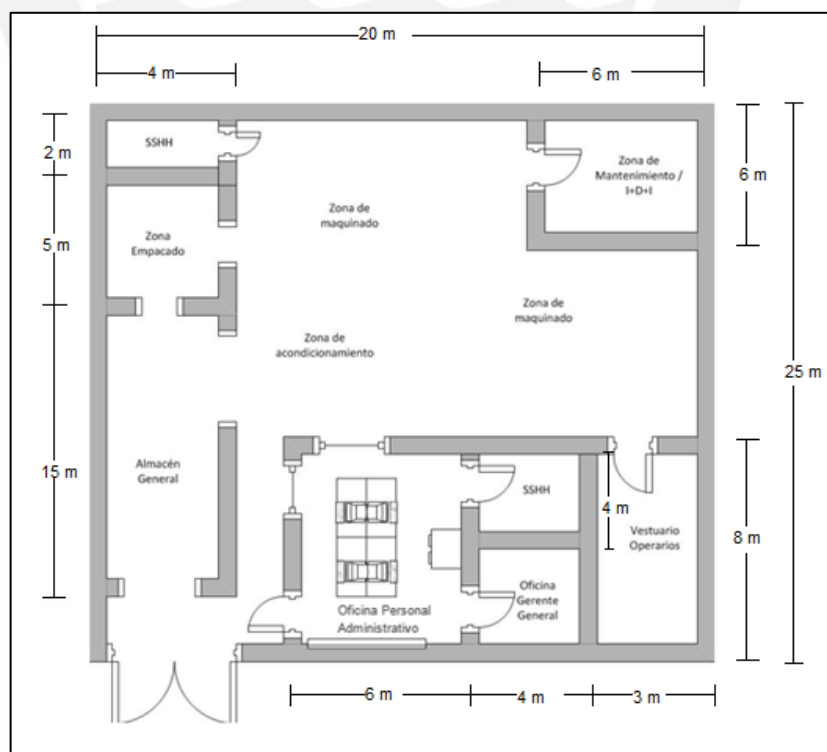 20 m
4 m
6 m
2 m
SSHH
Zona de
Mantenimiento /
I+D+I
6 m
Zona de
maquinado
5 m
Zona
Empacado
Zona de
maquinado
Zona de
acondicionamiento
25 m
15 m
Almacén
General
SSHH
4 m
Vestuario
Operarios
8 m
Oficina
Gerente
General
Oficina Personal
Administrativo
6 m
4 m
3 m